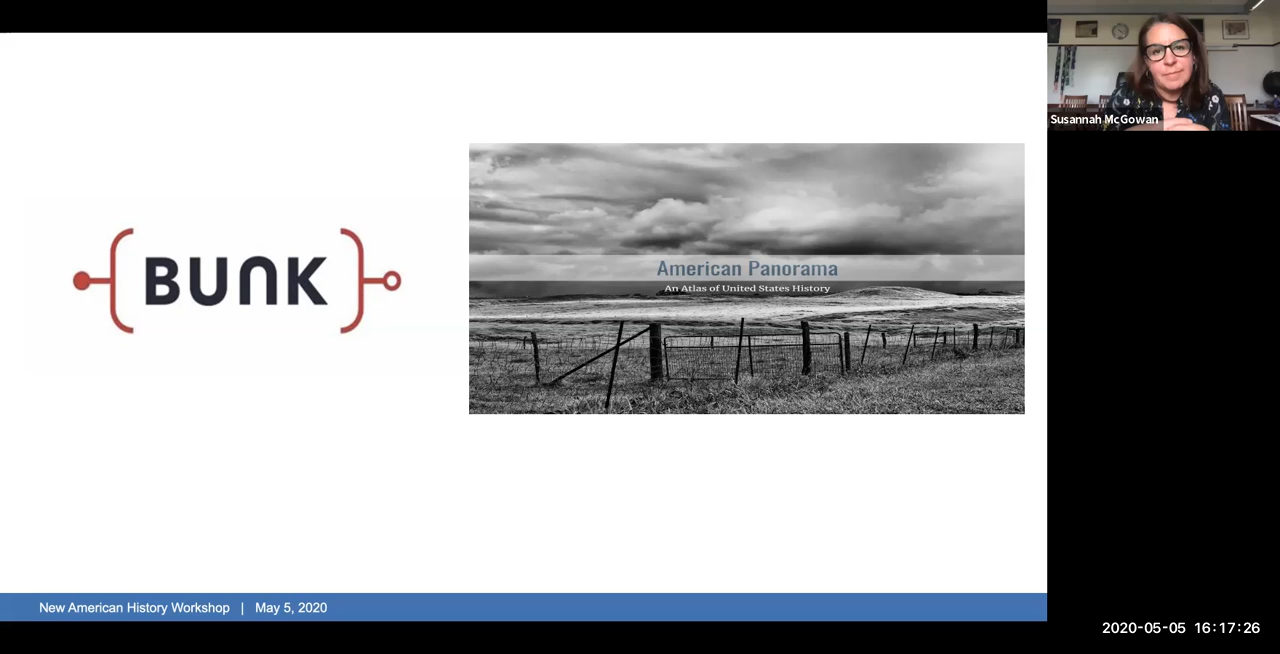 BUNK
American Panorama
An Atlas of United States History
Susannah McGowan
New American History Workshop | May 5, 2020
2020-05-05 16:17:26